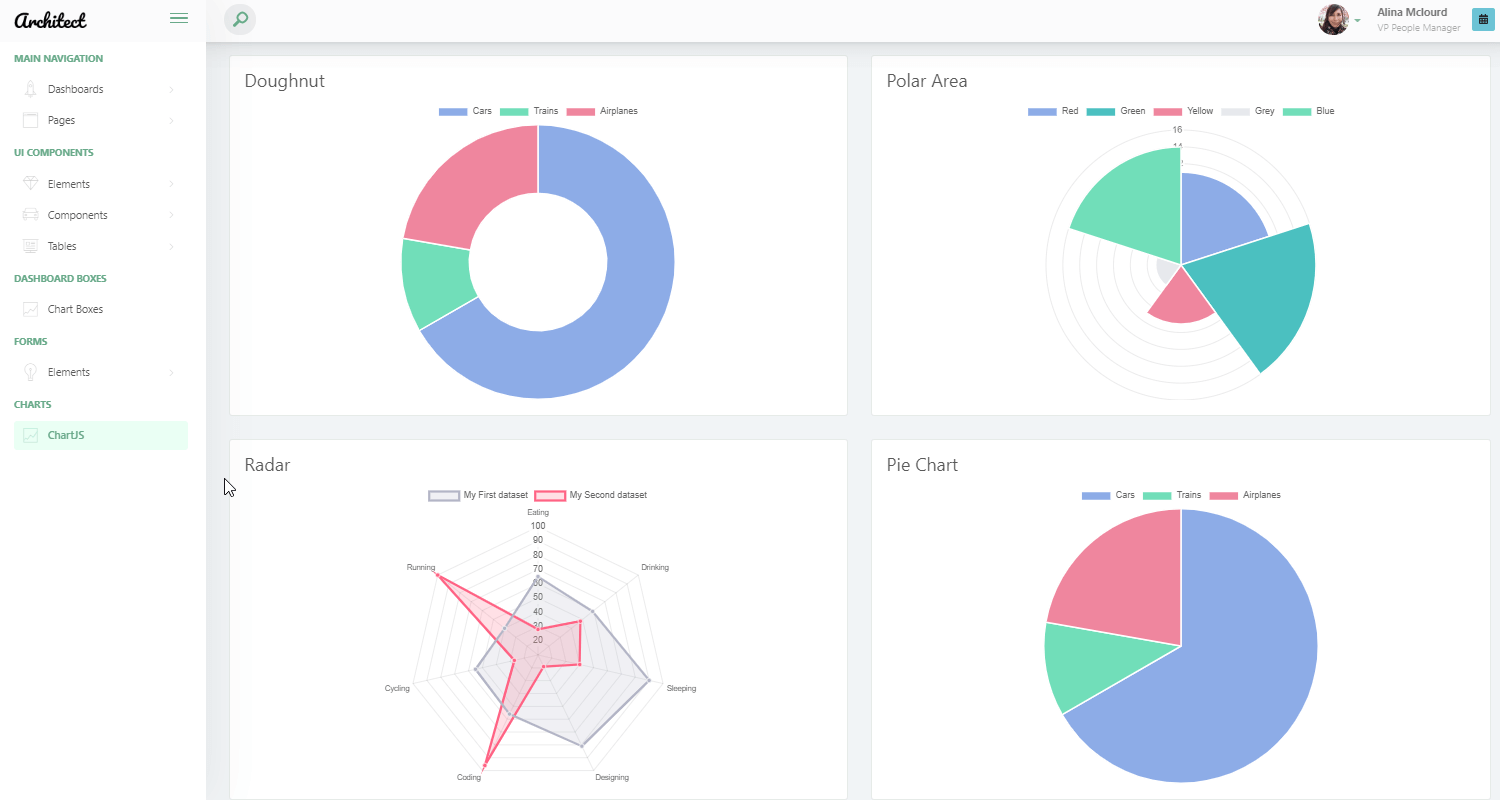 Architect
Alina Mclourd
VP People Manager
MAIN NAVIGATION
Dashboards
Pages
UI COMPONENTS
Elements
Components
Tables
DASHBOARD BOXES
Chart Boxes
FORMS
Elements
CHARTS
ChartJS
Doughnut
Cars Trains Airplanes
Polar Area
Red Green Yellow Grey Blue
16
Radar
My First dataset My Second dataset
Eating
100
90
80
70
60
50
40
20
Running
Drinking
Cycling
Sleeping
Coding
Designing
Pie Chart
Cars Trains Airplanes